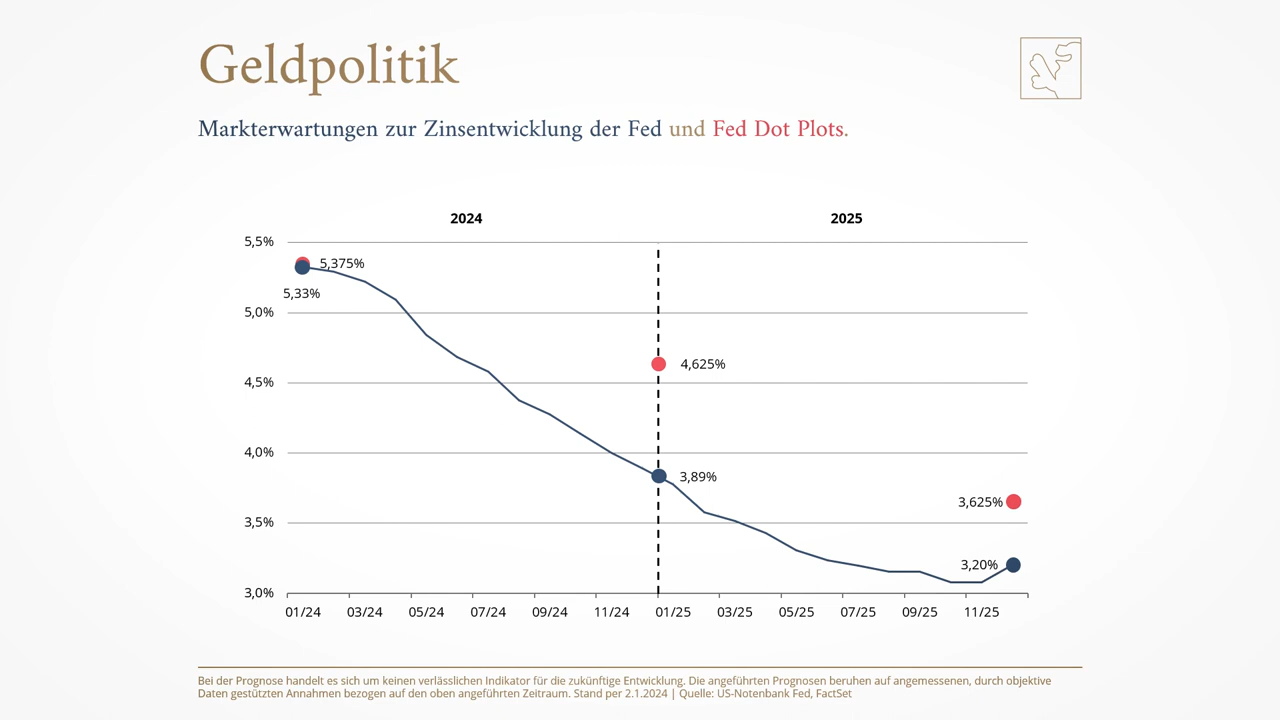 Geldpolitik
Markterwartungen zur Zinsentwicklung der Fed und Fed Dot Plots.
2024 2025
5,5%
5,375%
5,33%
5,0%
4,625%
4,5%
4,0%
3,89%
3,625%
3,5%
3,20%
3,0%
01/24 03/24 05/24 07/24 09/24 11/24 01/25 03/25 05/25 07/25 09/25 11/25
Bei der Prognose handelt es sich um keinen verlässlichen Indikator für die zukünftige Entwicklung. Die angeführten Prognosen beruhen auf angemessenen, durch objektive
Daten gestützten Annahmen bezogen auf den oben angeführten Zeitraum. Stand per 2.1.2024 | Quelle: US-Notenbank Fed, FactSet